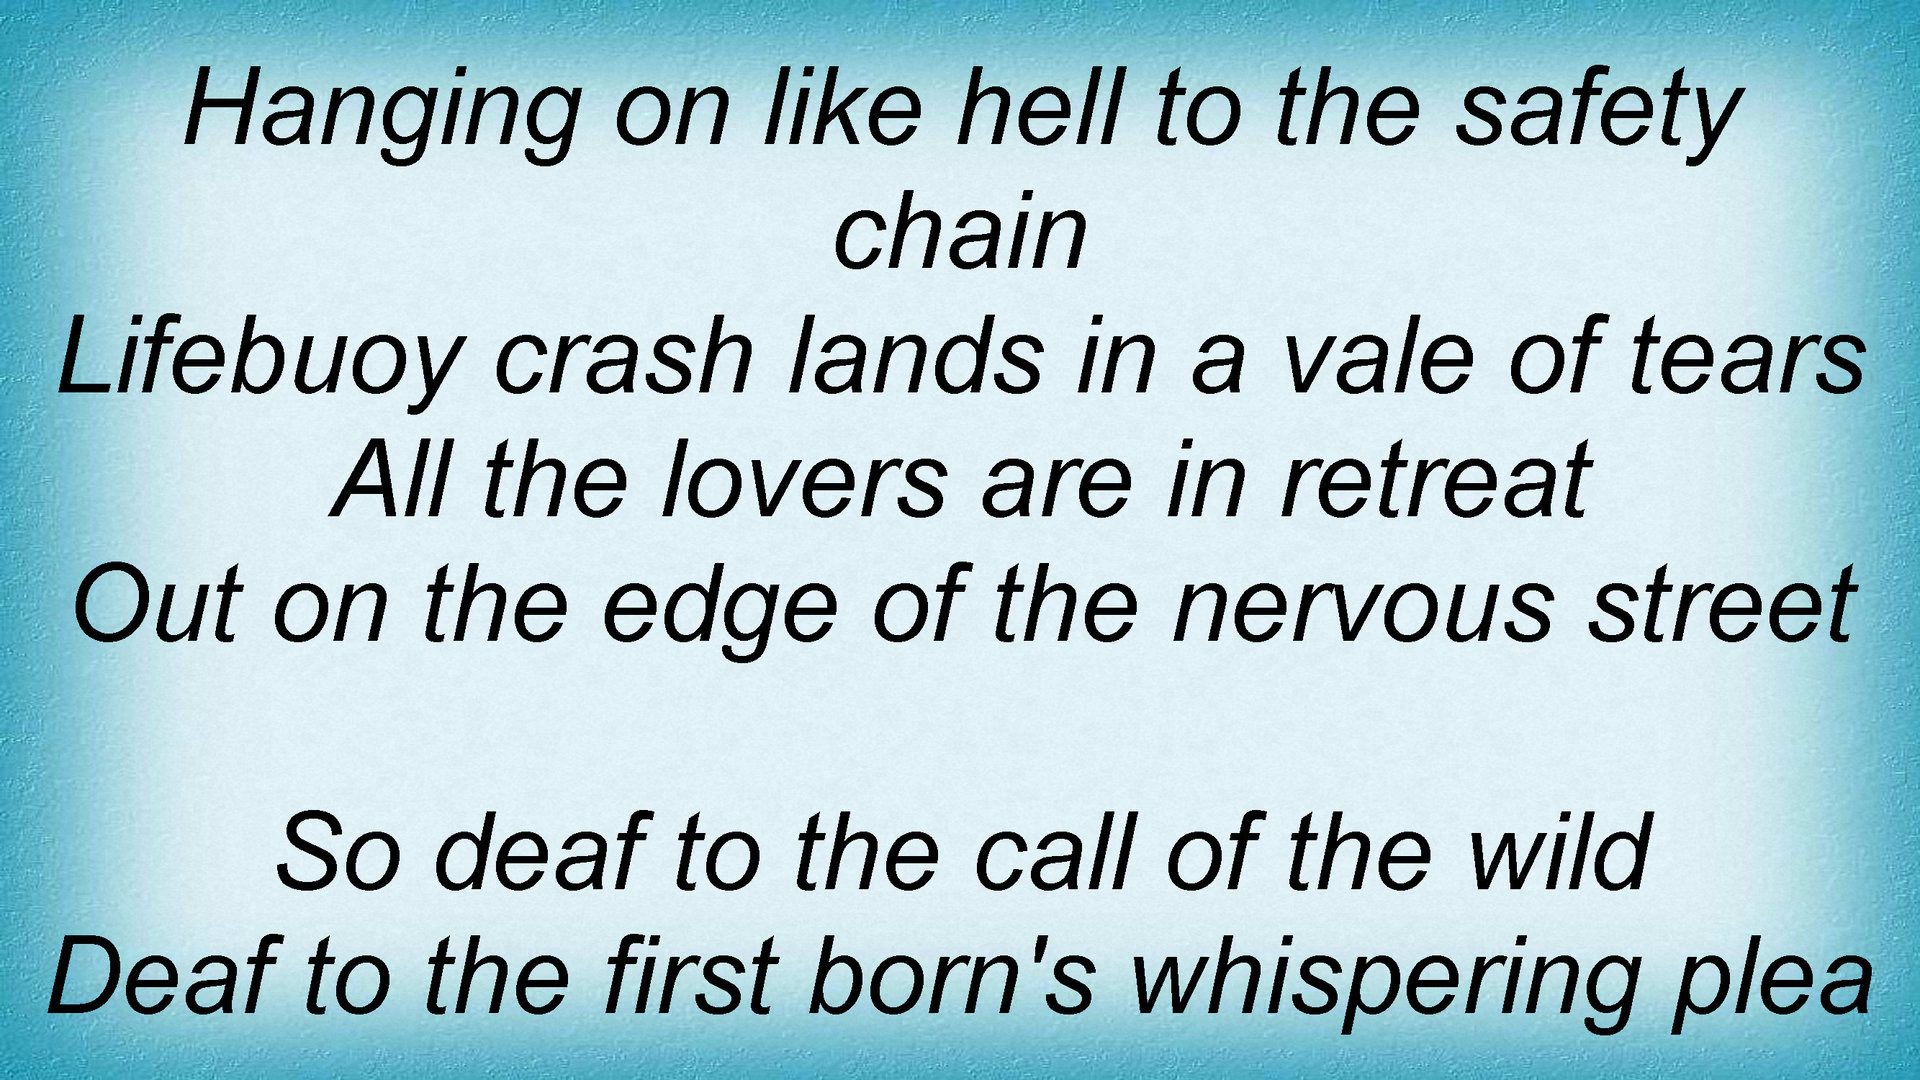 Hanging on like hell to the safety
chain
Lifebuoy crash lands in a vale of tears
All the lovers are in retreat
Out on the edge of the nervous street
So deaf to the call of the wild
Deaf to the first born's whispering plea